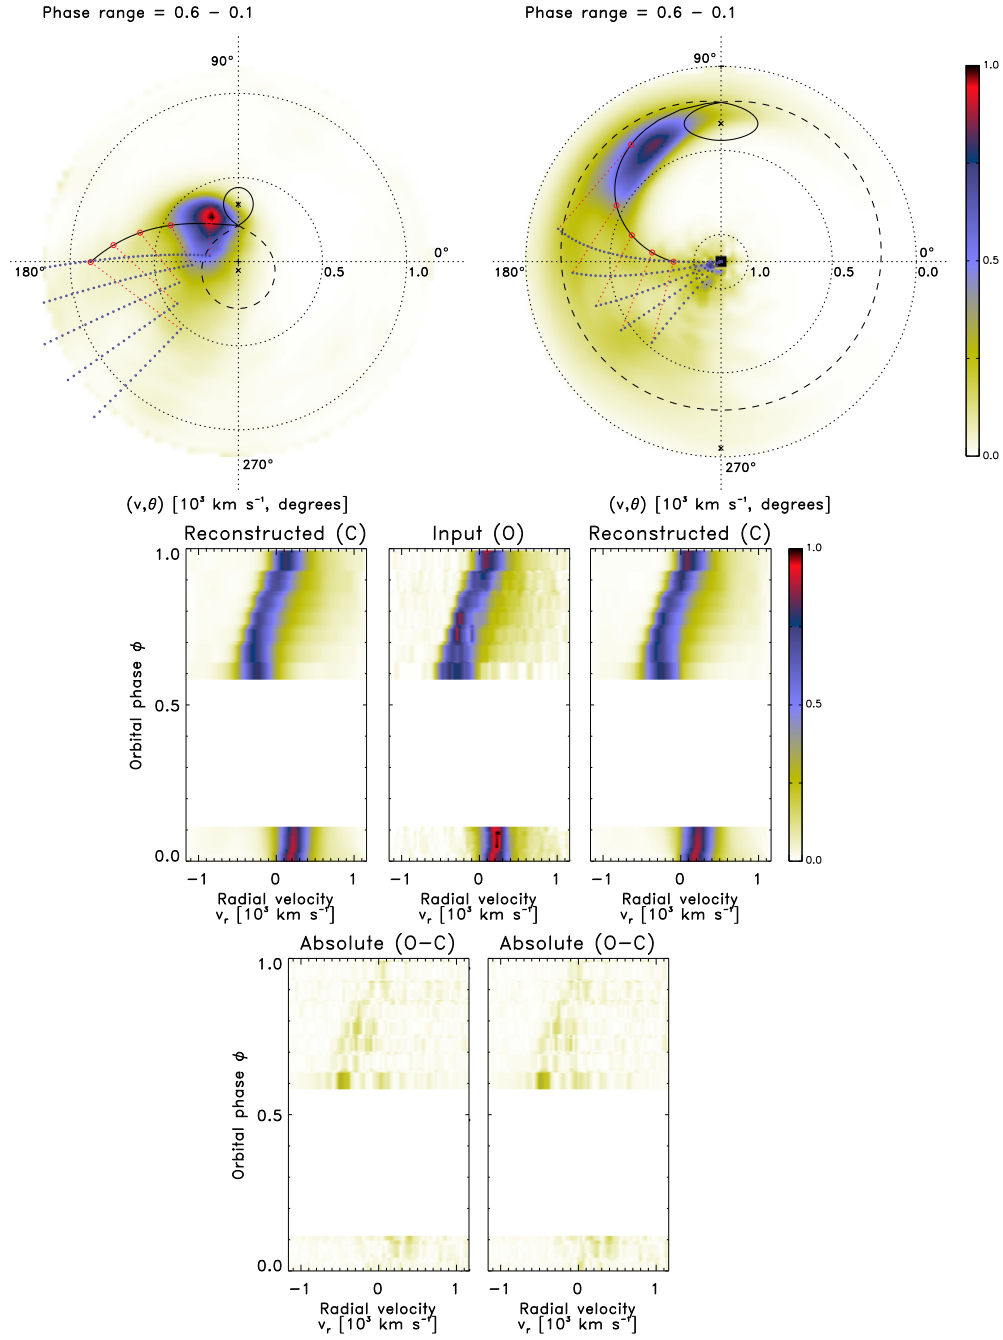 Phase range = 0.6 - 0.1
Phase range = 0.6 - 0.1
90°
90°
1.0
0.5
0.0
180°
0°
0.5
1.0
180°
0°
1.0
0.5
0.0
270°
270°
(v,θ) [10³ km s⁻¹, degrees]
(v,θ) [10³ km s⁻¹, degrees]
Reconstructed (C)
Input (O)
Reconstructed (C)
1.0
0.5
0.0
Orbital phase ϕ
1.0
0.5
0.0
-1 0 1
-1 0 1
-1 0 1
Radial velocity
vᵣ [10³ km s⁻¹]
Radial velocity
vᵣ [10³ km s⁻¹]
Radial velocity
vᵣ [10³ km s⁻¹]
Absolute (O-C)
Absolute (O-C)
1.0
0.5
0.0
Orbital phase ϕ
-1 0 1
-1 0 1
Radial velocity
vᵣ [10³ km s⁻¹]
Radial velocity
vᵣ [10³ km s⁻¹]